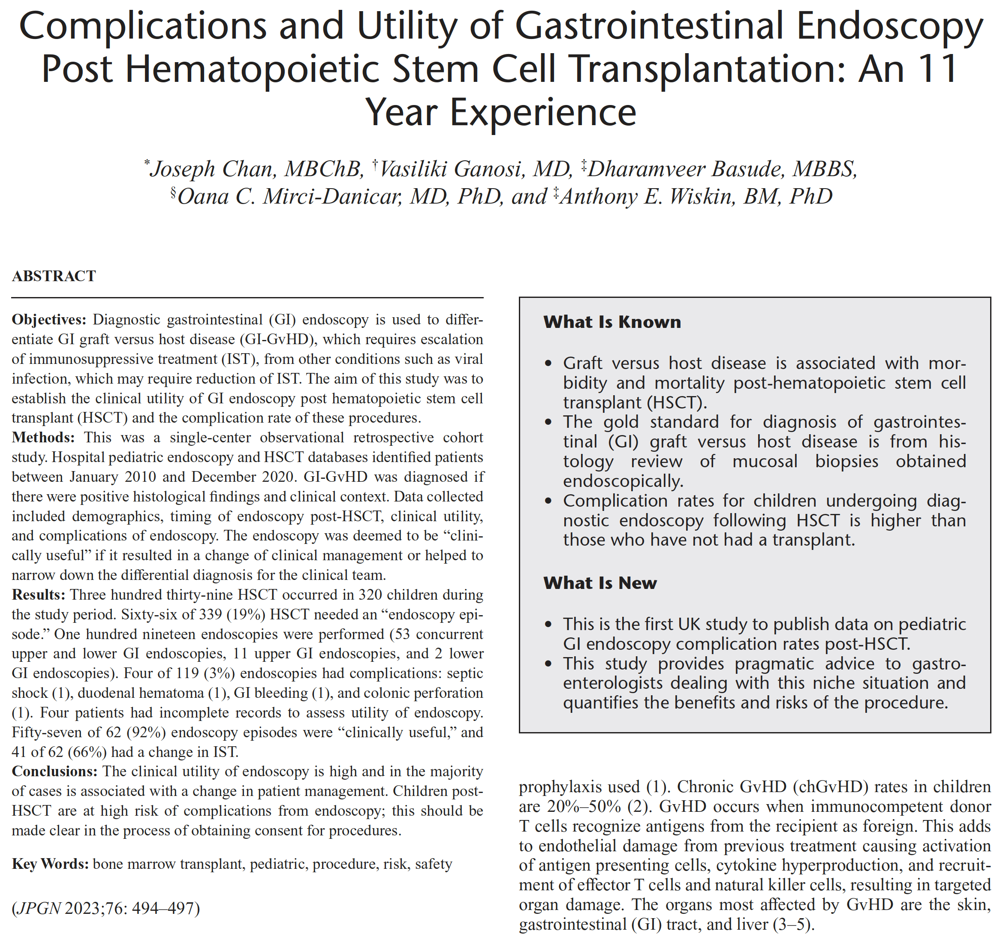 Complications and Utility of Gastrointestinal Endoscopy
Post Hematopoietic Stem Cell Transplantation: An 11
Year Experience
*Joseph Chan, MBChB, †Vasiliki Ganosi, MD, ‡Dharamveer Basude, MBBS,
§Oana C. Mirci-Danicar, MD, PhD, and ‡Anthony E. Wiskin, BM, PhD
ABSTRACT
Objectives: Diagnostic gastrointestinal (GI) endoscopy is used to differ-
entiate GI graft versus host disease (GI-GvHD), which requires escalation
of immunosuppressive treatment (IST), from other conditions such as viral
infection, which may require reduction of IST. The aim of this study was to
establish the clinical utility of GI endoscopy post hematopoietic stem cell
transplant (HSCT) and the complication rate of these procedures.
Methods: This was a single-center observational retrospective cohort
study. Hospital pediatric endoscopy and HSCT databases identified patients
between January 2010 and December 2020. GI-GvHD was diagnosed if
there were positive histological findings and clinical context. Data collected
included demographics, timing of endoscopy post-HSCT, clinical utility,
and complications of endoscopy. The endoscopy was deemed to be “clini-
cally useful” if it resulted in a change of clinical management or helped to
narrow down the differential diagnosis for the clinical team.
Results: Three hundred thirty-nine HSCT occurred in 320 children during
the study period. Sixty-six of 339 (19%) HSCT needed an “endoscopy epi-
sode.” One hundred nineteen endoscopies were performed (53 concurrent
upper and lower GI endoscopies, 11 upper GI endoscopies, and 2 lower
GI endoscopies). Four of 119 (3%) endoscopies had complications: septic
shock (1), duodenal hematoma (1), GI bleeding (1), and colonic perforation
(1). Four patients had incomplete records to assess utility of endoscopy.
Fifty-seven of 62 (92%) endoscopy episodes were “clinically useful,” and
41 of 62 (66%) had a change in IST.
Conclusions: The clinical utility of endoscopy is high and in the majority
of cases is associated with a change in patient management. Children post-
HSCT are at high risk of complications from endoscopy; this should be
made clear in the process of obtaining consent for procedures.
Key Words: bone marrow transplant, pediatric, procedure, risk, safety
(JPGN 2023;76: 494–497)
What Is Known
• Graft versus host disease is associated with mor-
bidity and mortality post-hematopoietic stem cell
transplant (HSCT).
• The gold standard for diagnosis of gastrointes-
tinal (GI) graft versus host disease is from his-
tology review of mucosal biopsies obtained
endoscopically.
• Complication rates for children undergoing diag-
nostic endoscopy following HSCT is higher than
those who have not had a transplant.
What Is New
• This is the first UK study to publish data on pediatric
GI endoscopy complication rates post-HSCT.
• This study provides pragmatic advice to gastro-
enterologists dealing with this niche situation and
quantifies the benefits and risks of the procedure.
prophylaxis used (1). Chronic GvHD (chGvHD) rates in children
are 20%–50% (2). GvHD occurs when immunocompetent donor
T cells recognize antigens from the recipient as foreign. This adds
to endothelial damage from previous treatment causing activation
of antigen presenting cells, cytokine hyperproduction, and recruit-
ment of effector T cells and natural killer cells, resulting in targeted
organ damage. The organs most affected by GvHD are the skin,
gastrointestinal (GI) tract, and liver (3–5).